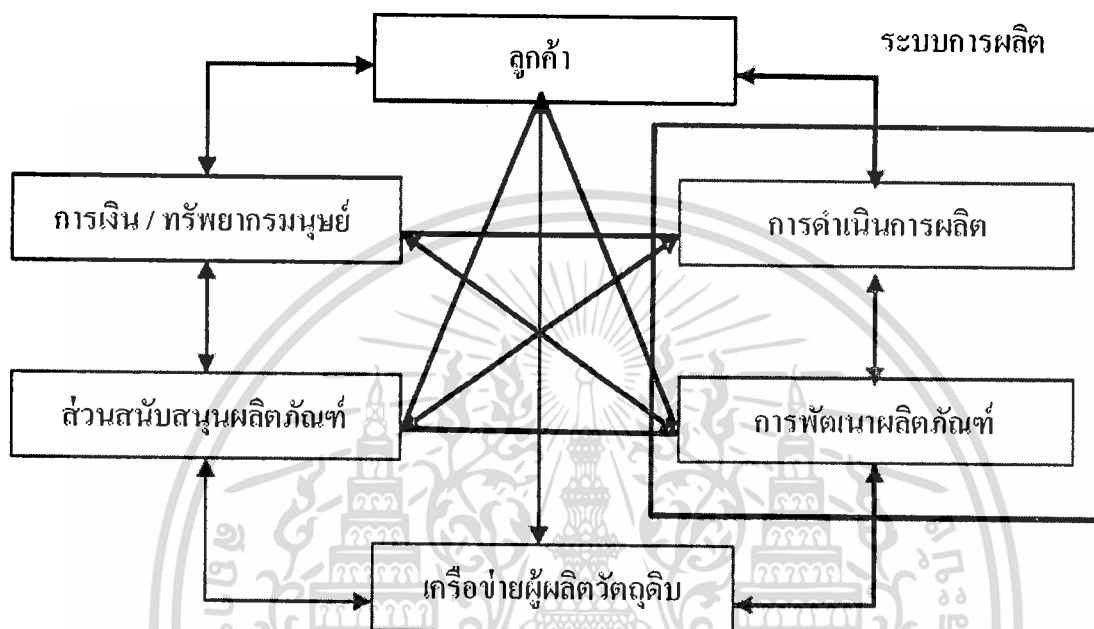 ระบบการผลิต
ลูกค้า
การเงิน / ทรัพยากรมนุษย์
การดำเนินการผลิต
ส่วนสนับสนุนผลิตภัณฑ์
การพัฒนาผลิตภัณฑ์
เครือข่ายผู้ผลิตวัตถุดิบ